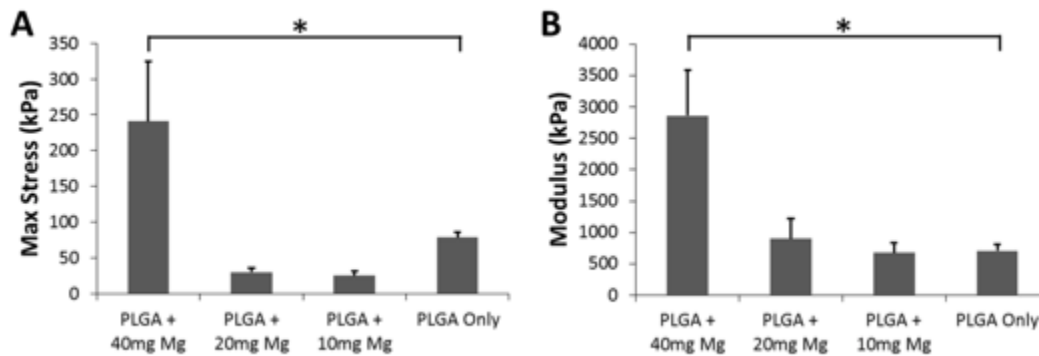 A
*
Max Stress (kPa)
350
300
250
200
150
100
50
0
PLGA + PLGA + PLGA + PLGA Only
40mg Mg 20mg Mg 10mg Mg
B
*
Modulus (kPa)
4000
3500
3000
2500
2000
1500
1000
500
0
PLGA + PLGA + PLGA + PLGA Only
40mg Mg 20mg Mg 10mg Mg